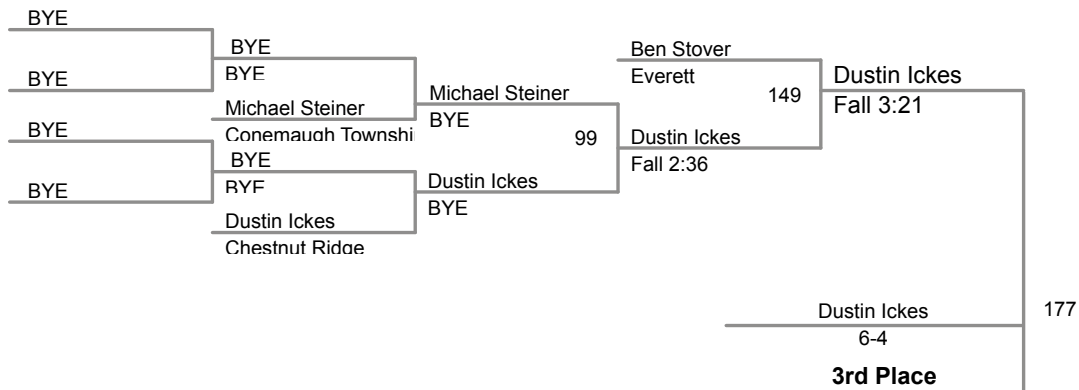 BYE
BYE
BYE
BYE
BYE
BYE
Michael Steiner
Conemaugh Townshi
BYE
BYE
Dustin Ickes
Chestnut Ridge
Michael Steiner
BYE
99
Dustin Ickes
BYE
Ben Stover
Everett
149
Dustin Ickes
Fall 2:36
Dustin Ickes
Fall 3:21
Dustin Ickes
6-4
177
3rd Place